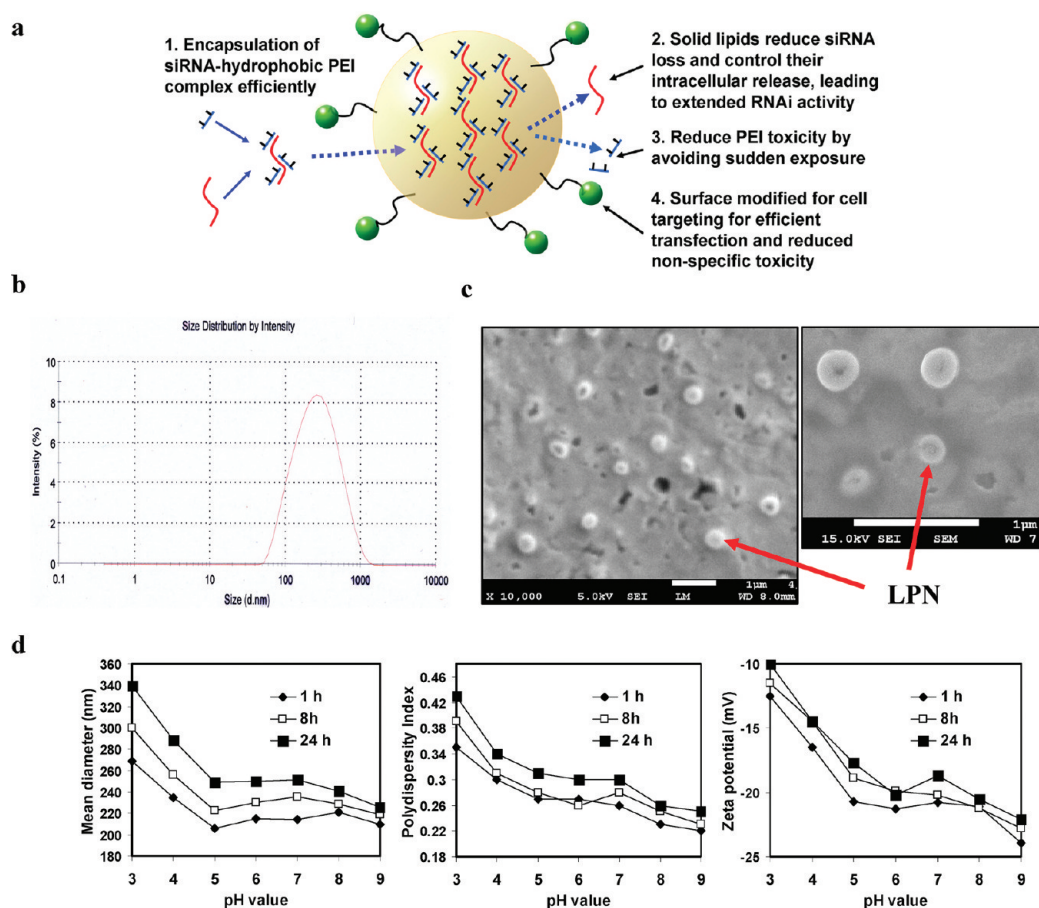 a
1. Encapsulation of
siRNA-hydrophobic PEI
complex efficiently
2. Solid lipids reduce siRNA
loss and control their
intracellular release, leading
to extended RNAi activity
3. Reduce PEI toxicity by
avoiding sudden exposure
4. Surface modified for cell
targeting for efficient
transfection and reduced
non-specific toxicity
b
Size Distribution by Intensity
Intensity (%)
10
8
6
4
2
0
0.1 1 10 100 1000 10000
Size (d.nm)
c
X 10,000 5.0kV SEI LM 1µm 4 WD 8.0mm
15.0kV SEI SEM 1µm WD 7
LPN
d
Mean diameter (nm)
360
340
320
300
280
260
240
220
200
180
1 h
8h
24 h
3 4 5 6 7 8 9
pH value
Polydispersity Index
0.46
0.42
0.38
0.34
0.3
0.26
0.22
0.18
1 h
8h
24 h
3 4 5 6 7 8 9
pH value
Zeta potential (mV)
-10
-15
-20
-25
1 h
8h
24 h
3 4 5 6 7 8 9
pH value